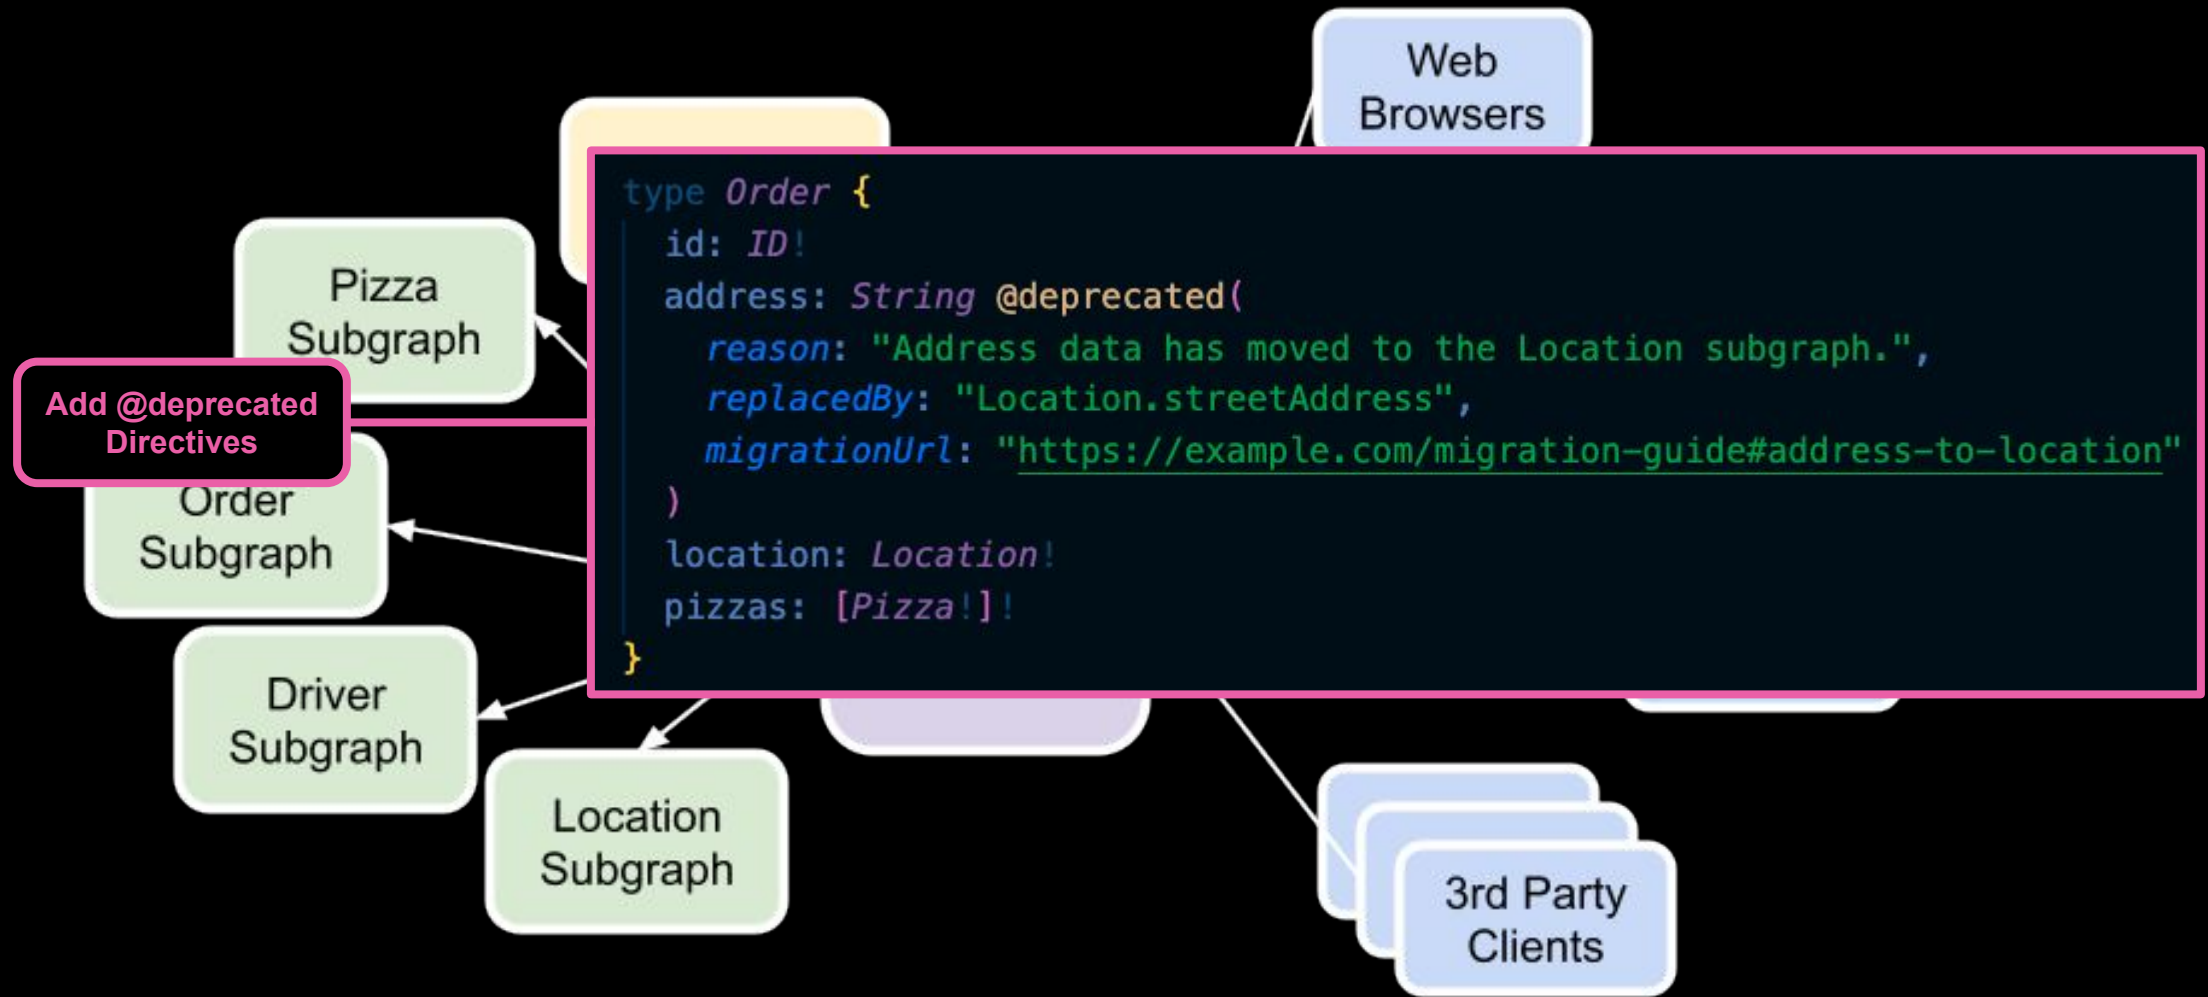 Web
Browsers
type Order {
id: ID!
address: String @deprecated(
reason: "Address data has moved to the Location subgraph.",
replacedBy: "Location.streetAddress",
migrationUrl: "https://example.com/migration-guide#address-to-location"
)
location: Location!
pizzas: [Pizza!]!
}
Pizza
Subgraph
Add @deprecated
Directives
Order
Subgraph
Driver
Subgraph
Location
Subgraph
3rd Party
Clients